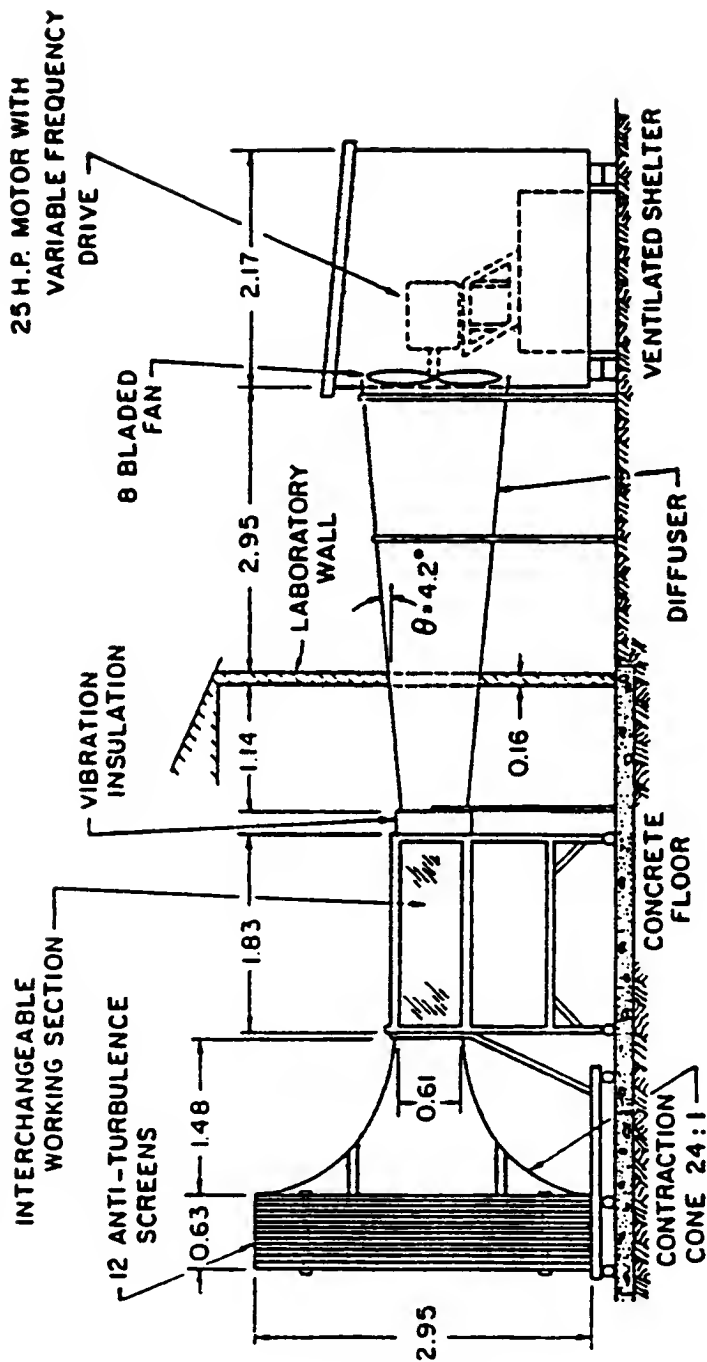 INTERCHANGEABLE
WORKING SECTION
12 ANTI-TURBULENCE
SCREENS
0.63
1.48
1.83
VIBRATION
INSULATION
1.14
LABORATORY
WALL
2.95
8 BLADED
FAN
25 H.P. MOTOR WITH
VARIABLE FREQUENCY
DRIVE
2.17
2.95
0.61
θ=4.2°
0.16
CONTRACTION
CONE 24:1
CONCRETE
FLOOR
DIFFUSER
VENTILATED SHELTER